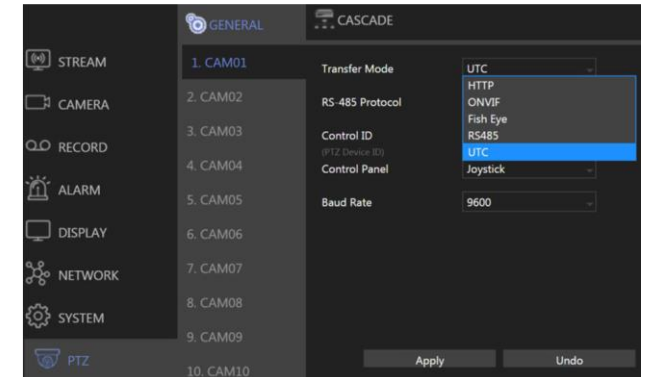 GENERAL
CASCADE
STREAM
CAMERA
RECORD
ALARM
DISPLAY
NETWORK
SYSTEM
PTZ
1. CAM01
2. CAM02
3. CAM03
4. CAM04
5. CAM05
6. CAM06
7. CAM07
8. CAM08
9. CAM09
10. CAM10
Transfer Mode
UTC
HTTP
ONVIF
Fish Eye
RS485
UTC
RS-485 Protocol
Control ID
(PTZ Device ID)
Control Panel
Joystick
Baud Rate
9600
Apply
Undo